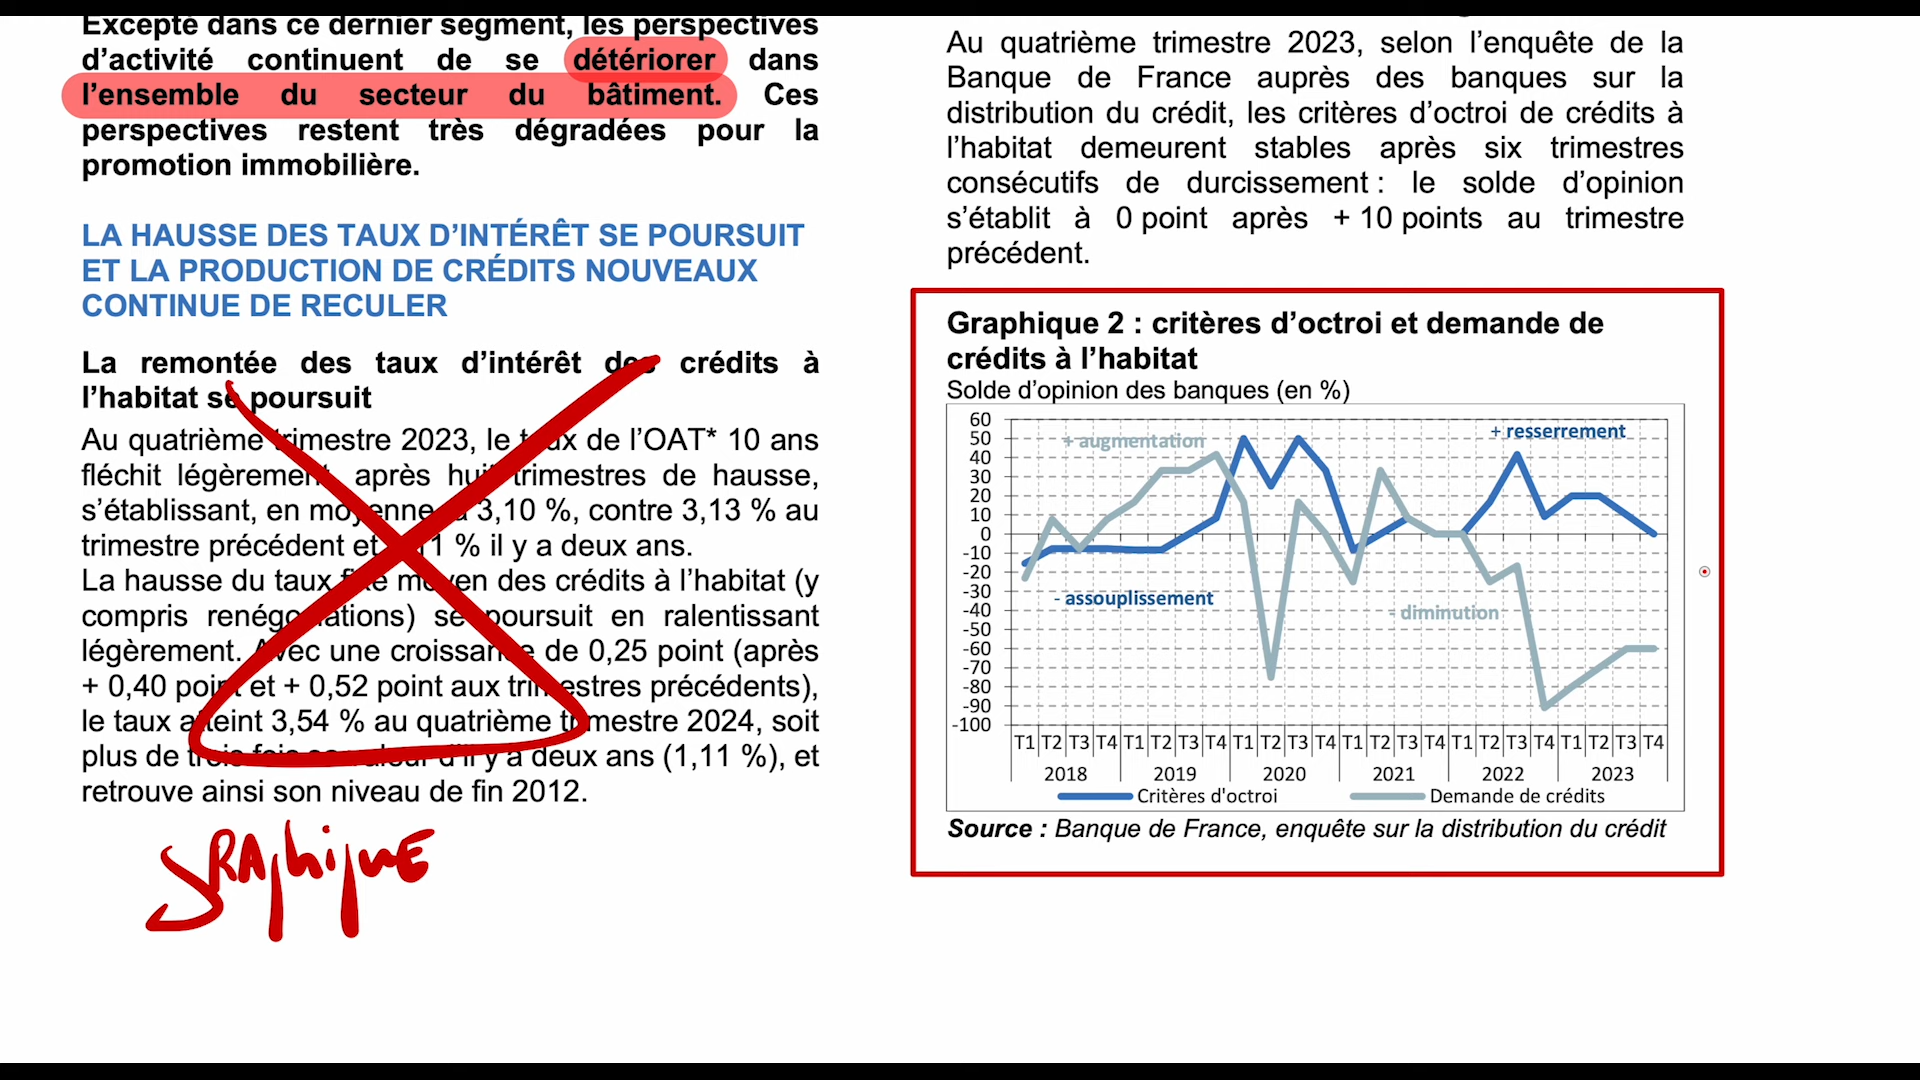 Excepté dans ce dernier segment, les perspectives
d’activité continuent de se détériorer dans
l’ensemble du secteur du bâtiment. Ces
perspectives restent très dégradées pour la
promotion immobilière.
LA HAUSSE DES TAUX D’INTÉRÊT SE POURSUIT
ET LA PRODUCTION DE CRÉDITS NOUVEAUX
CONTINUE DE RECULER
La remontée des taux d’intérêt des crédits à
l’habitat se poursuit
Au quatrième trimestre 2023, le taux de l’OAT* 10 ans
fléchit légèrement, après huit trimestres de hausse,
s’établissant, en moyenne à 3,10 %, contre 3,13 % au
trimestre précédent et % il y a deux ans.
La hausse du taux fixe moyen des crédits à l’habitat (y
compris renégociations) se poursuit en ralentissant
légèrement. Avec une croissance de 0,25 point (après
+ 0,40 point et + 0,52 point aux trimestres précédents),
le taux atteint 3,54 % au quatrième trimestre 2024, soit
plus de trois fois sa valeur d’il y a deux ans (1,11 %), et
retrouve ainsi son niveau de fin 2012.
GRAphiquE
Au quatrième trimestre 2023, selon l’enquête de la
Banque de France auprès des banques sur la
distribution du crédit, les critères d’octroi de crédits à
l’habitat demeurent stables après six trimestres
consécutifs de durcissement : le solde d’opinion
s’établit à 0 point après + 10 points au trimestre
précédent.
Graphique 2 : critères d’octroi et demande de
crédits à l’habitat
Solde d’opinion des banques (en %)
60
50
40
30
20
10
0
-10
-20
-30
-40
-50
-60
-70
-80
-90
-100
+ augmentation
+ resserrement
- assouplissement
- diminution
T1 T2 T3 T4 T1 T2 T3 T4 T1 T2 T3 T4 T1 T2 T3 T4 T1 T2 T3 T4 T1 T2 T3 T4
2018 2019 2020 2021 2022 2023
Critères d'octroi Demande de crédits
Source : Banque de France, enquête sur la distribution du crédit